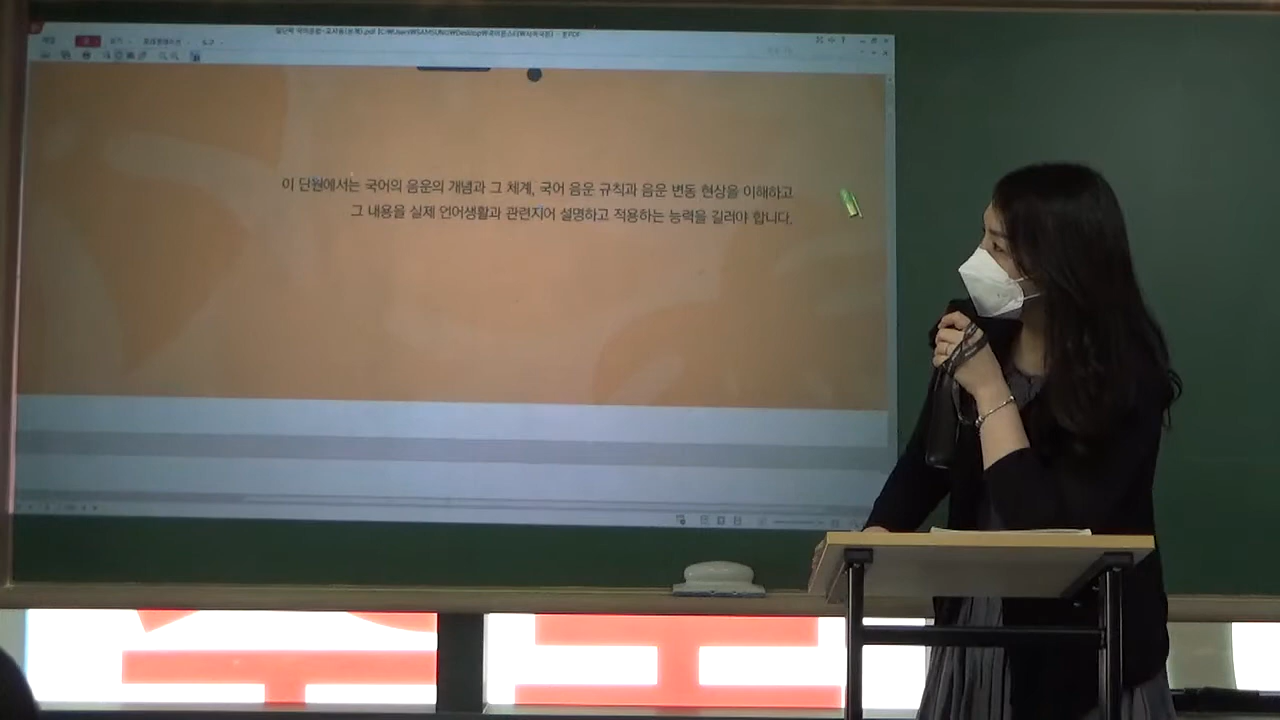 이 단원에서는 국어의 음운의 개념과 그 체계, 국어 음운 규칙과 음운 변동 현상을 이해하고
그 내용을 실제 언어생활과 관련지어 설명하고 적용하는 능력을 길러야 합니다.